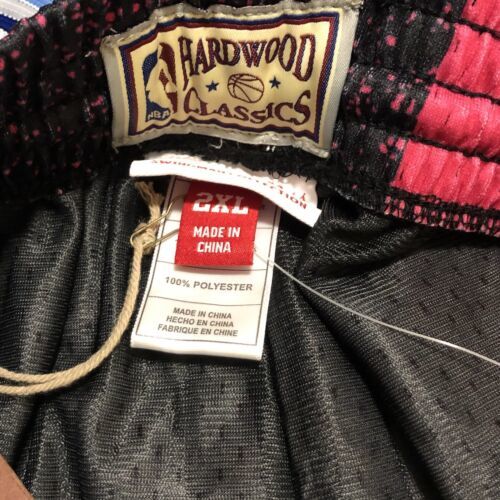 HARDWOOD
CLASSICS
NBA
2XL
MADE IN
CHINA
100% POLYESTER
MADE IN CHINA
HECHO EN CHINA
FABRIQUE EN CHINE